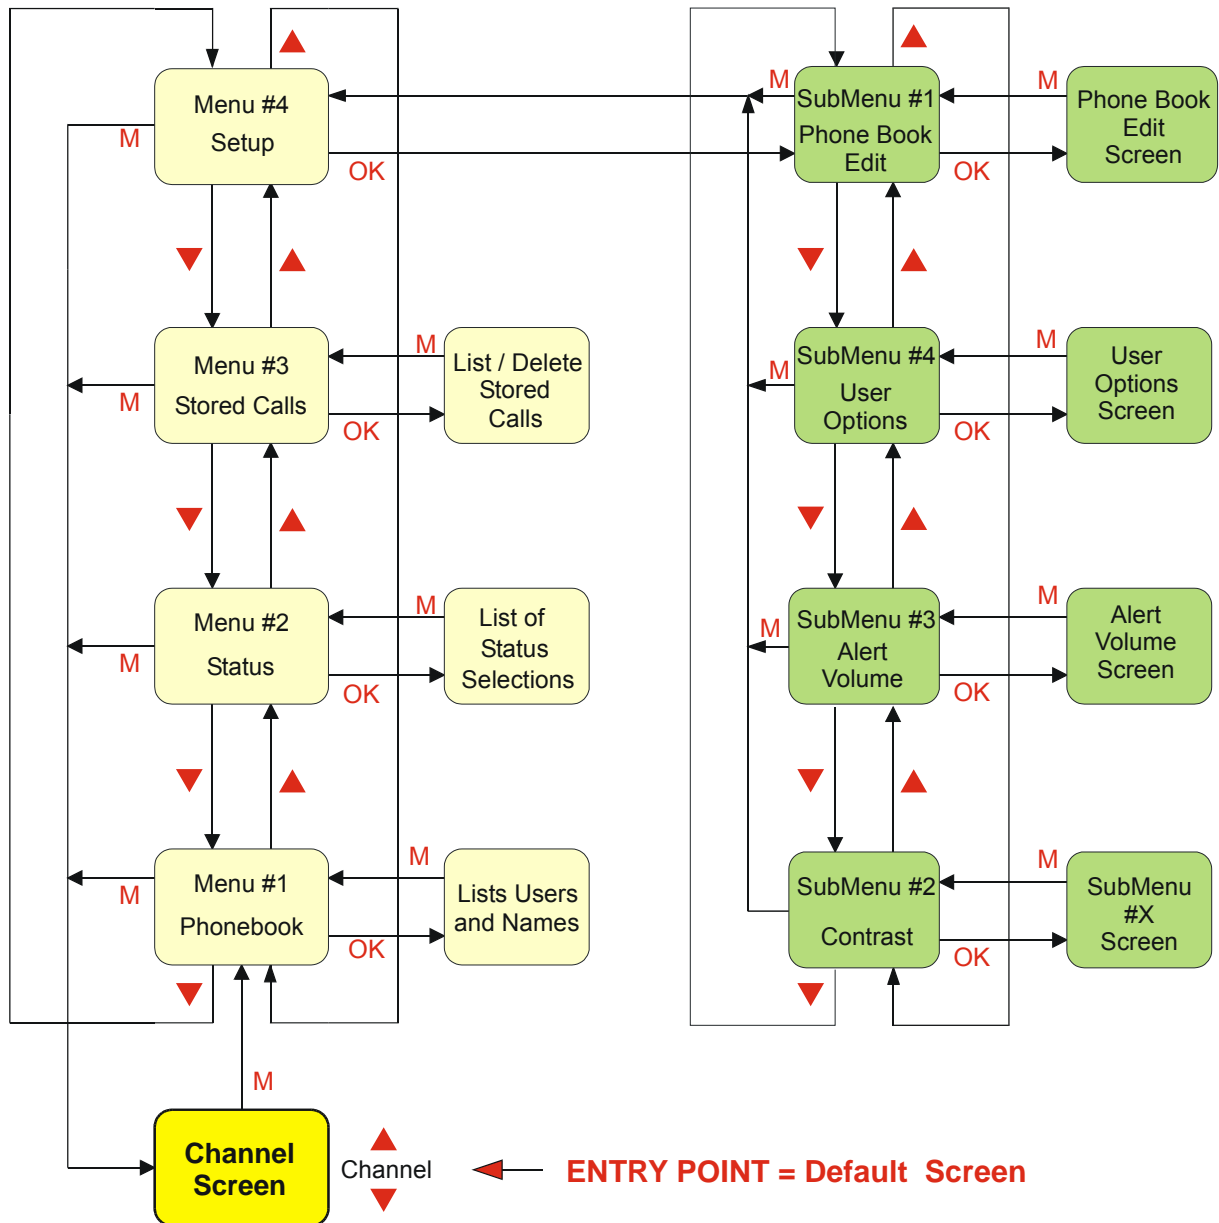 Menu #4
Setup
M
OK
M
SubMenu #1
Phone Book
Edit
M
OK
Phone Book
Edit
Screen
Menu #3
Stored Calls
M
OK
M
List / Delete
Stored
Calls
M
SubMenu #4
User
Options
M
OK
User
Options
Screen
Menu #2
Status
M
OK
M
List of
Status
Selections
M
SubMenu #3
Alert
Volume
M
OK
Alert
Volume
Screen
Menu #1
Phonebook
M
OK
M
Lists Users
and Names
SubMenu #2
Contrast
M
OK
SubMenu
#X
Screen
M
Channel
Screen
Channel
ENTRY POINT = Default Screen